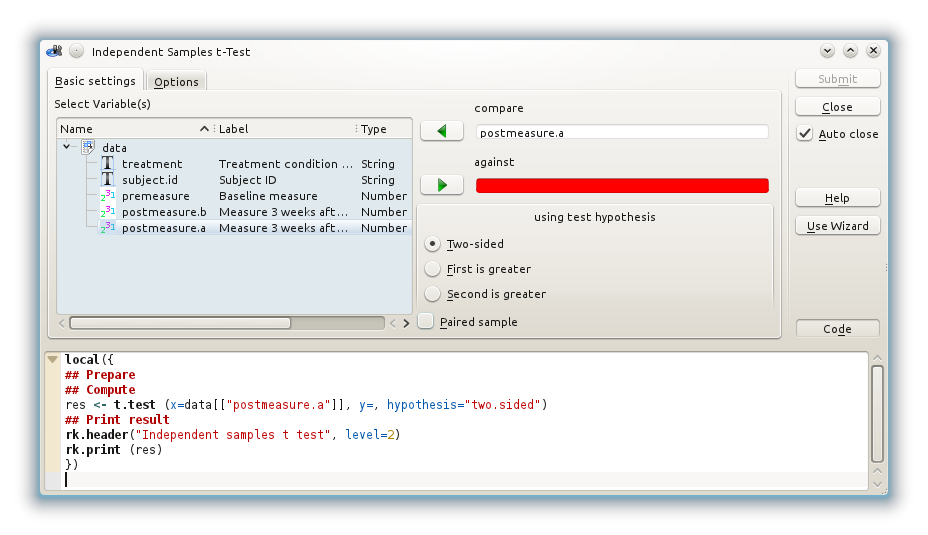 Independent Samples t-Test
Basic settings
Options
Select Variable(s)
Name Label Type
data
treatment Treatment condition ... String
subject.id Subject ID String
premeasure Baseline measure Number
postmeasure.b Measure 3 weeks aft... Number
postmeasure.a Measure 3 weeks aft... Number
compare
postmeasure.a
against
using test hypothesis
Two-sided
First is greater
Second is greater
Paired sample
Submit
Close
Auto close
Help
Use Wizard
Code
local({
## Prepare
## Compute
res <- t.test (x=data[["postmeasure.a"]], y=, hypothesis="two.sided")
## Print result
rk.header("Independent samples t test", level=2)
rk.print (res)
})